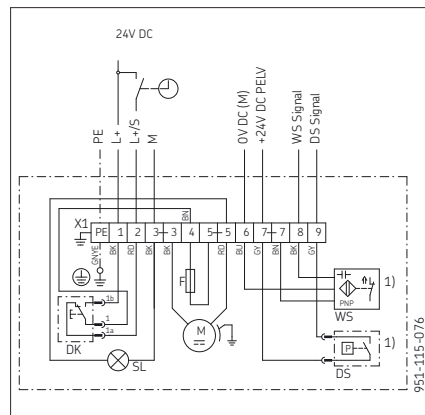 24V DC
PE
L+
L+/S
M
0V DC (M)
+24V DC PELV
WS Signal
DS Signal
BN
X1
PE 1 2 3 3 4 5 5 6 7 7 8 9
GNYE BK RD BK BK RD BU GY BN BK GY
F
1b
1
1a
DK
SL
M
PNP
WS
1)
P
DS
1)
951-115-076